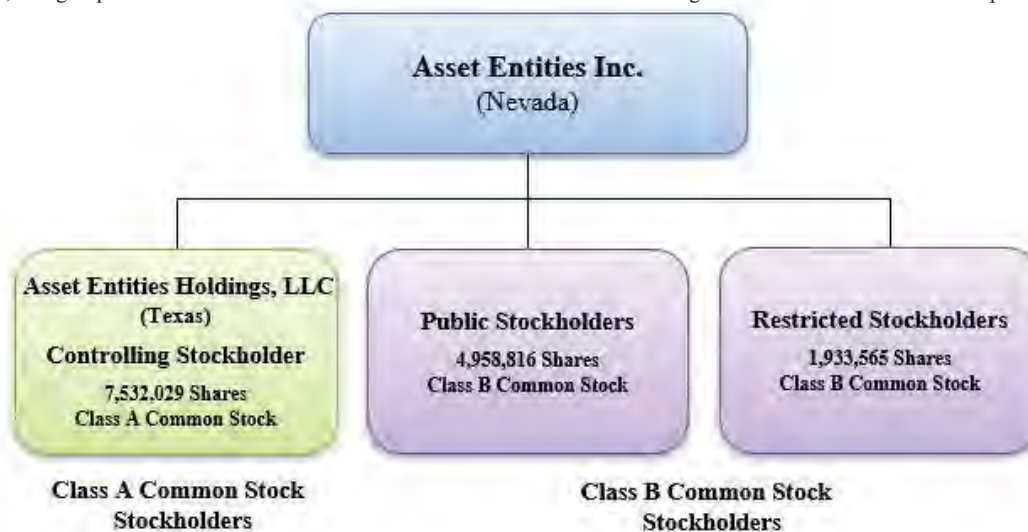 Asset Entities Inc.
(Nevada)
Asset Entities Holdings, LLC
(Texas)
Controlling Stockholder
7,532,029 Shares
Class A Common Stock
Public Stockholders
4,958,816 Shares
Class B Common Stock
Restricted Stockholders
1,933,565 Shares
Class B Common Stock
Class A Common Stock
Stockholders
Class B Common Stock
Stockholders